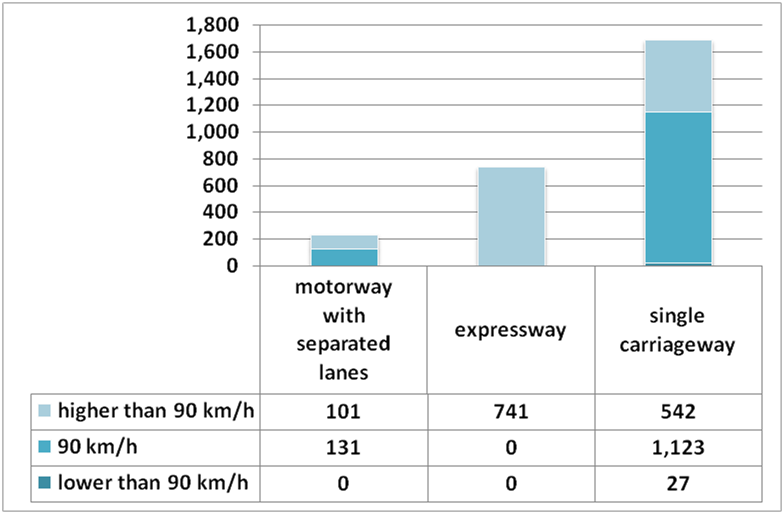 1,800
1,600
1,400
1,200
1,000
800
600
400
200
0
motorway
with
separated
lanes
expressway
single
carriageway
higher than 90 km/h 101 741 542
90 km/h 131 0 1,123
lower than 90 km/h 0 0 27